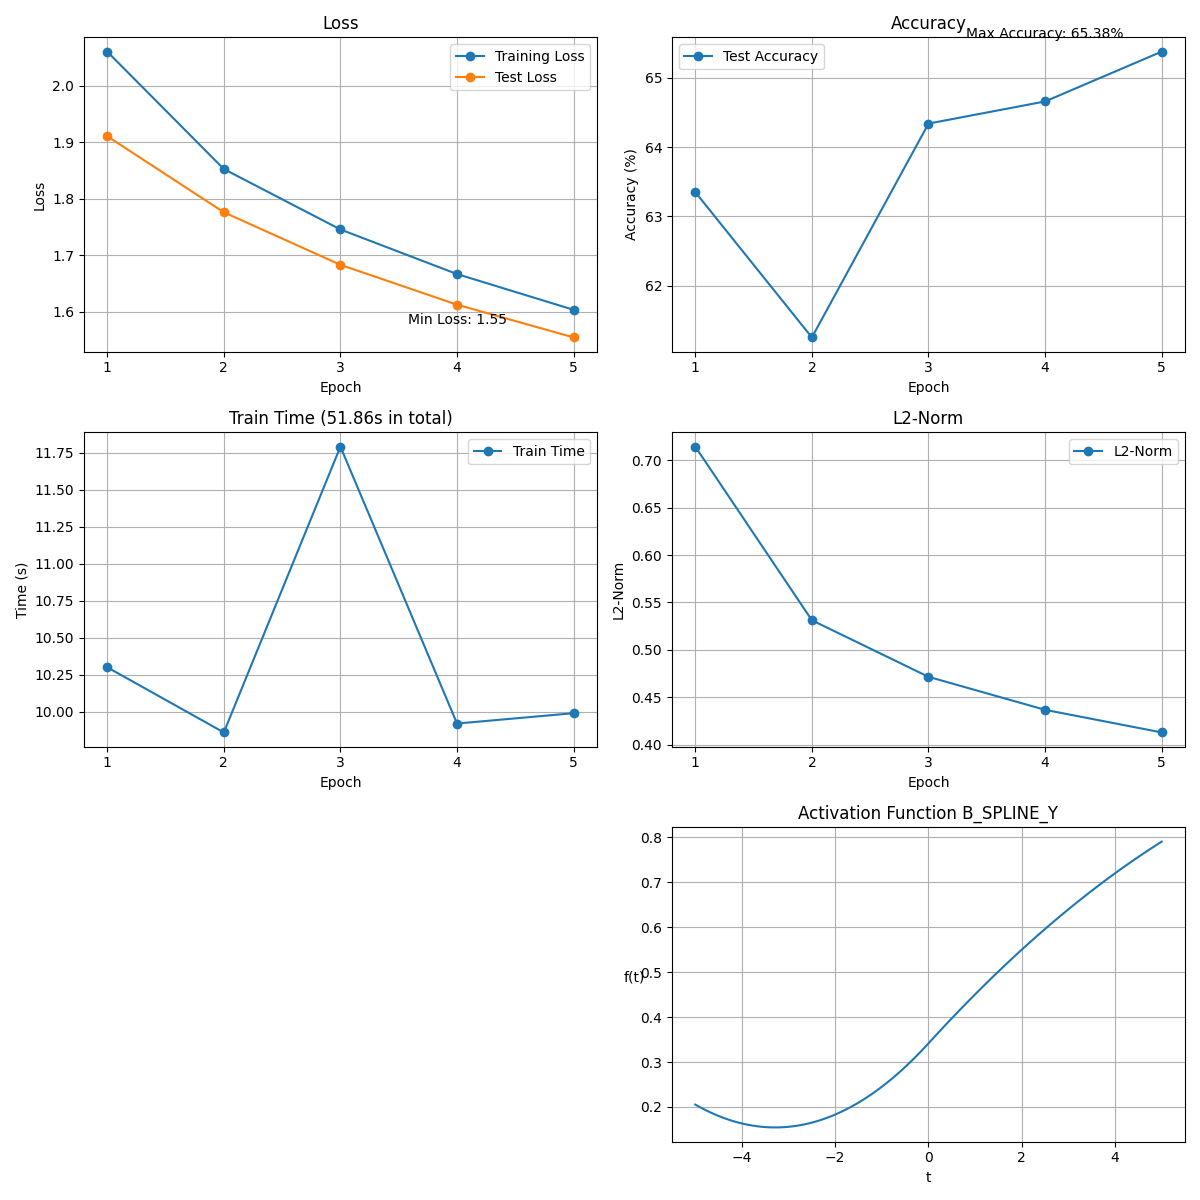 Loss
Training Loss
Test Loss
2.0
1.9
1.8
1.7
1.6
Loss
Min Loss: 1.55
1 2 3 4 5
Epoch
Accuracy
Max Accuracy: 65.38%
Test Accuracy
65
64
63
62
Accuracy (%)
1 2 3 4 5
Epoch
Train Time (51.86s in total)
Train Time
11.75
11.50
11.25
11.00
10.75
10.50
10.25
10.00
Time (s)
1 2 3 4 5
Epoch
L2-Norm
L2-Norm
0.70
0.65
0.60
0.55
0.50
0.45
0.40
L2-Norm
1 2 3 4 5
Epoch
Activation Function B_SPLINE_Y
0.8
0.7
0.6
0.5
0.4
0.3
0.2
f(t)
−4 −2 0 2 4
t